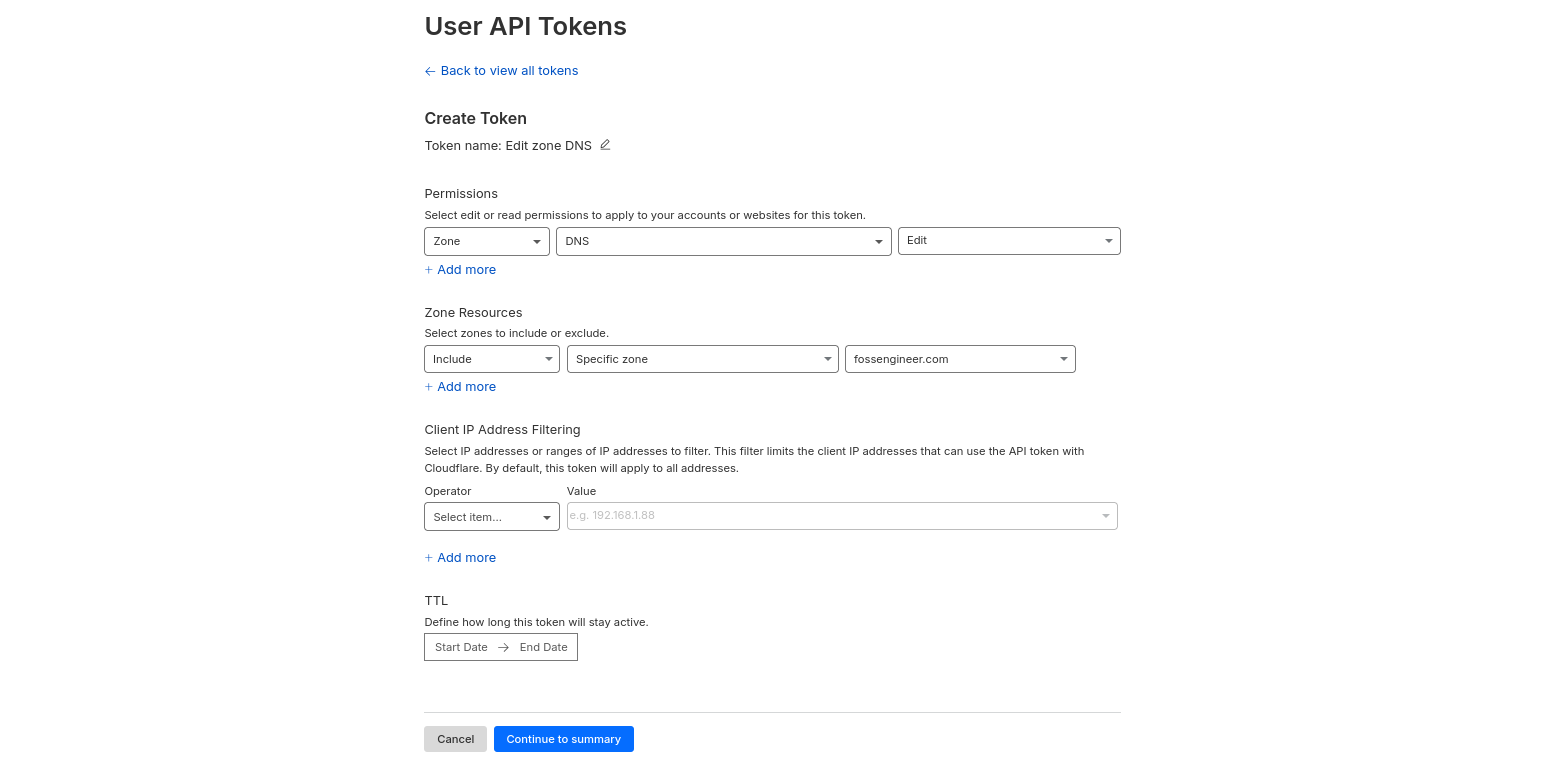 User API Tokens
← Back to view all tokens
Create Token
Token name: Edit zone DNS
Permissions
Select edit or read permissions to apply to your accounts or websites for this token.
Zone DNS Edit
+ Add more
Zone Resources
Select zones to include or exclude.
Include Specific zone fossengineer.com
+ Add more
Client IP Address Filtering
Select IP addresses or ranges of IP addresses to filter. This filter limits the client IP addresses that can use the API token with
Cloudflare. By default, this token will apply to all addresses.
Operator Value
Select item... e.g. 192.168.1.88
+ Add more
TTL
Define how long this token will stay active.
Start Date → End Date
Cancel Continue to summary